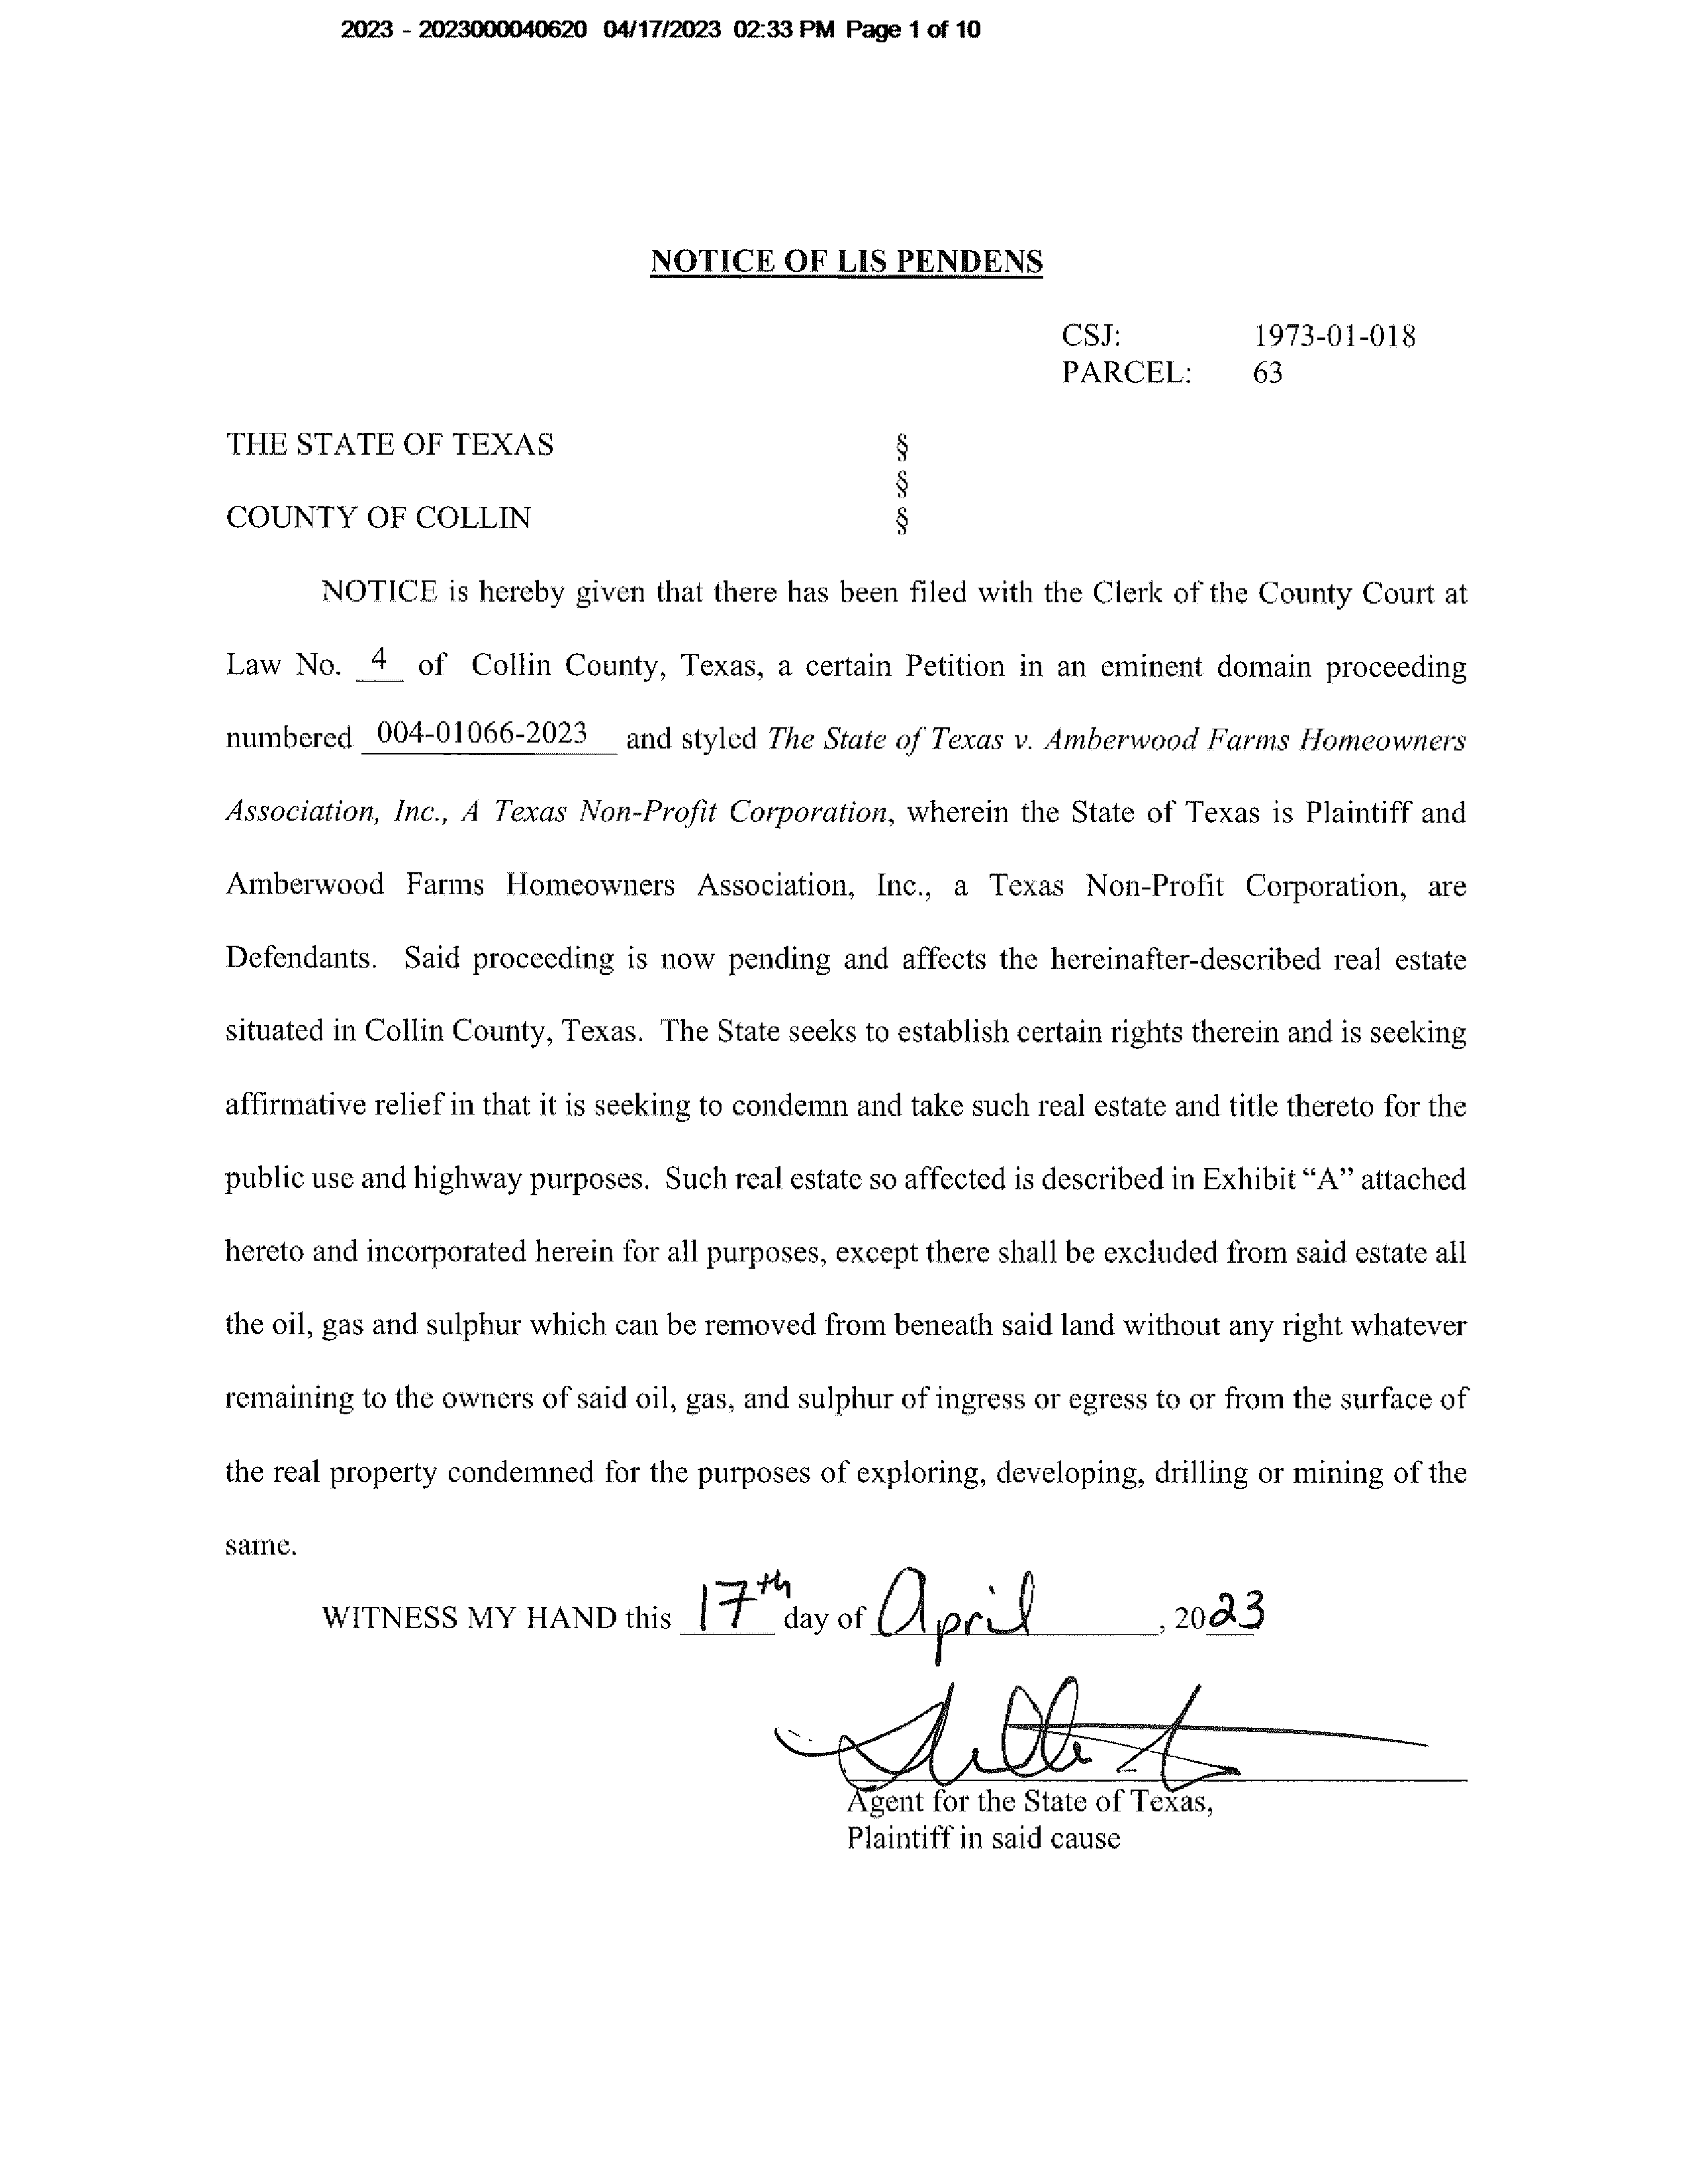 2023 - 2023000040620 04/17/2023 02:33 PM Page 1 of 10
NOTICE OF LIS PENDENS
CSJ: 1973-01-018
PARCEL: 63
THE STATE OF TEXAS §
§
COUNTY OF COLLIN §
NOTICE is hereby given that there has been filed with the Clerk of the County Court at
Law No. 4 of Collin County, Texas, a certain Petition in an eminent domain proceeding
numbered 004-01066-2023 and styled The State of Texas v. Amberwood Farms Homeowners
Association, Inc., A Texas Non-Profit Corporation, wherein the State of Texas is Plaintiff and
Amberwood Farms Homeowners Association, Inc., a Texas Non-Profit Corporation, are
Defendants. Said proceeding is now pending and affects the hereinafter-described real estate
situated in Collin County, Texas. The State seeks to establish certain rights therein and is seeking
affirmative relief in that it is seeking to condemn and take such real estate and title thereto for the
public use and highway purposes. Such real estate so affected is described in Exhibit “A” attached
hereto and incorporated herein for all purposes, except there shall be excluded from said estate all
the oil, gas and sulphur which can be removed from beneath said land without any right whatever
remaining to the owners of said oil, gas, and sulphur of ingress or egress to or from the surface of
the real property condemned for the purposes of exploring, developing, drilling or mining of the
same.
WITNESS MY HAND this 17th day of April, 2023
Agent for the State of Texas,
Plaintiff in said cause